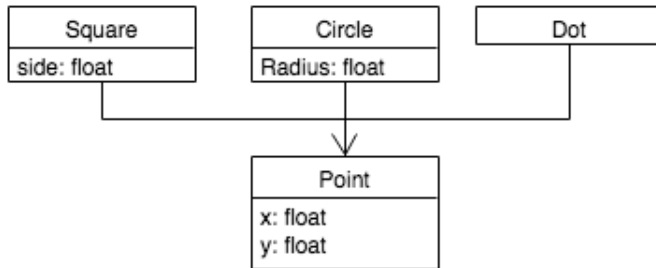 Square
side: float
Circle
Radius: float
Dot
Point
x: float
y: float